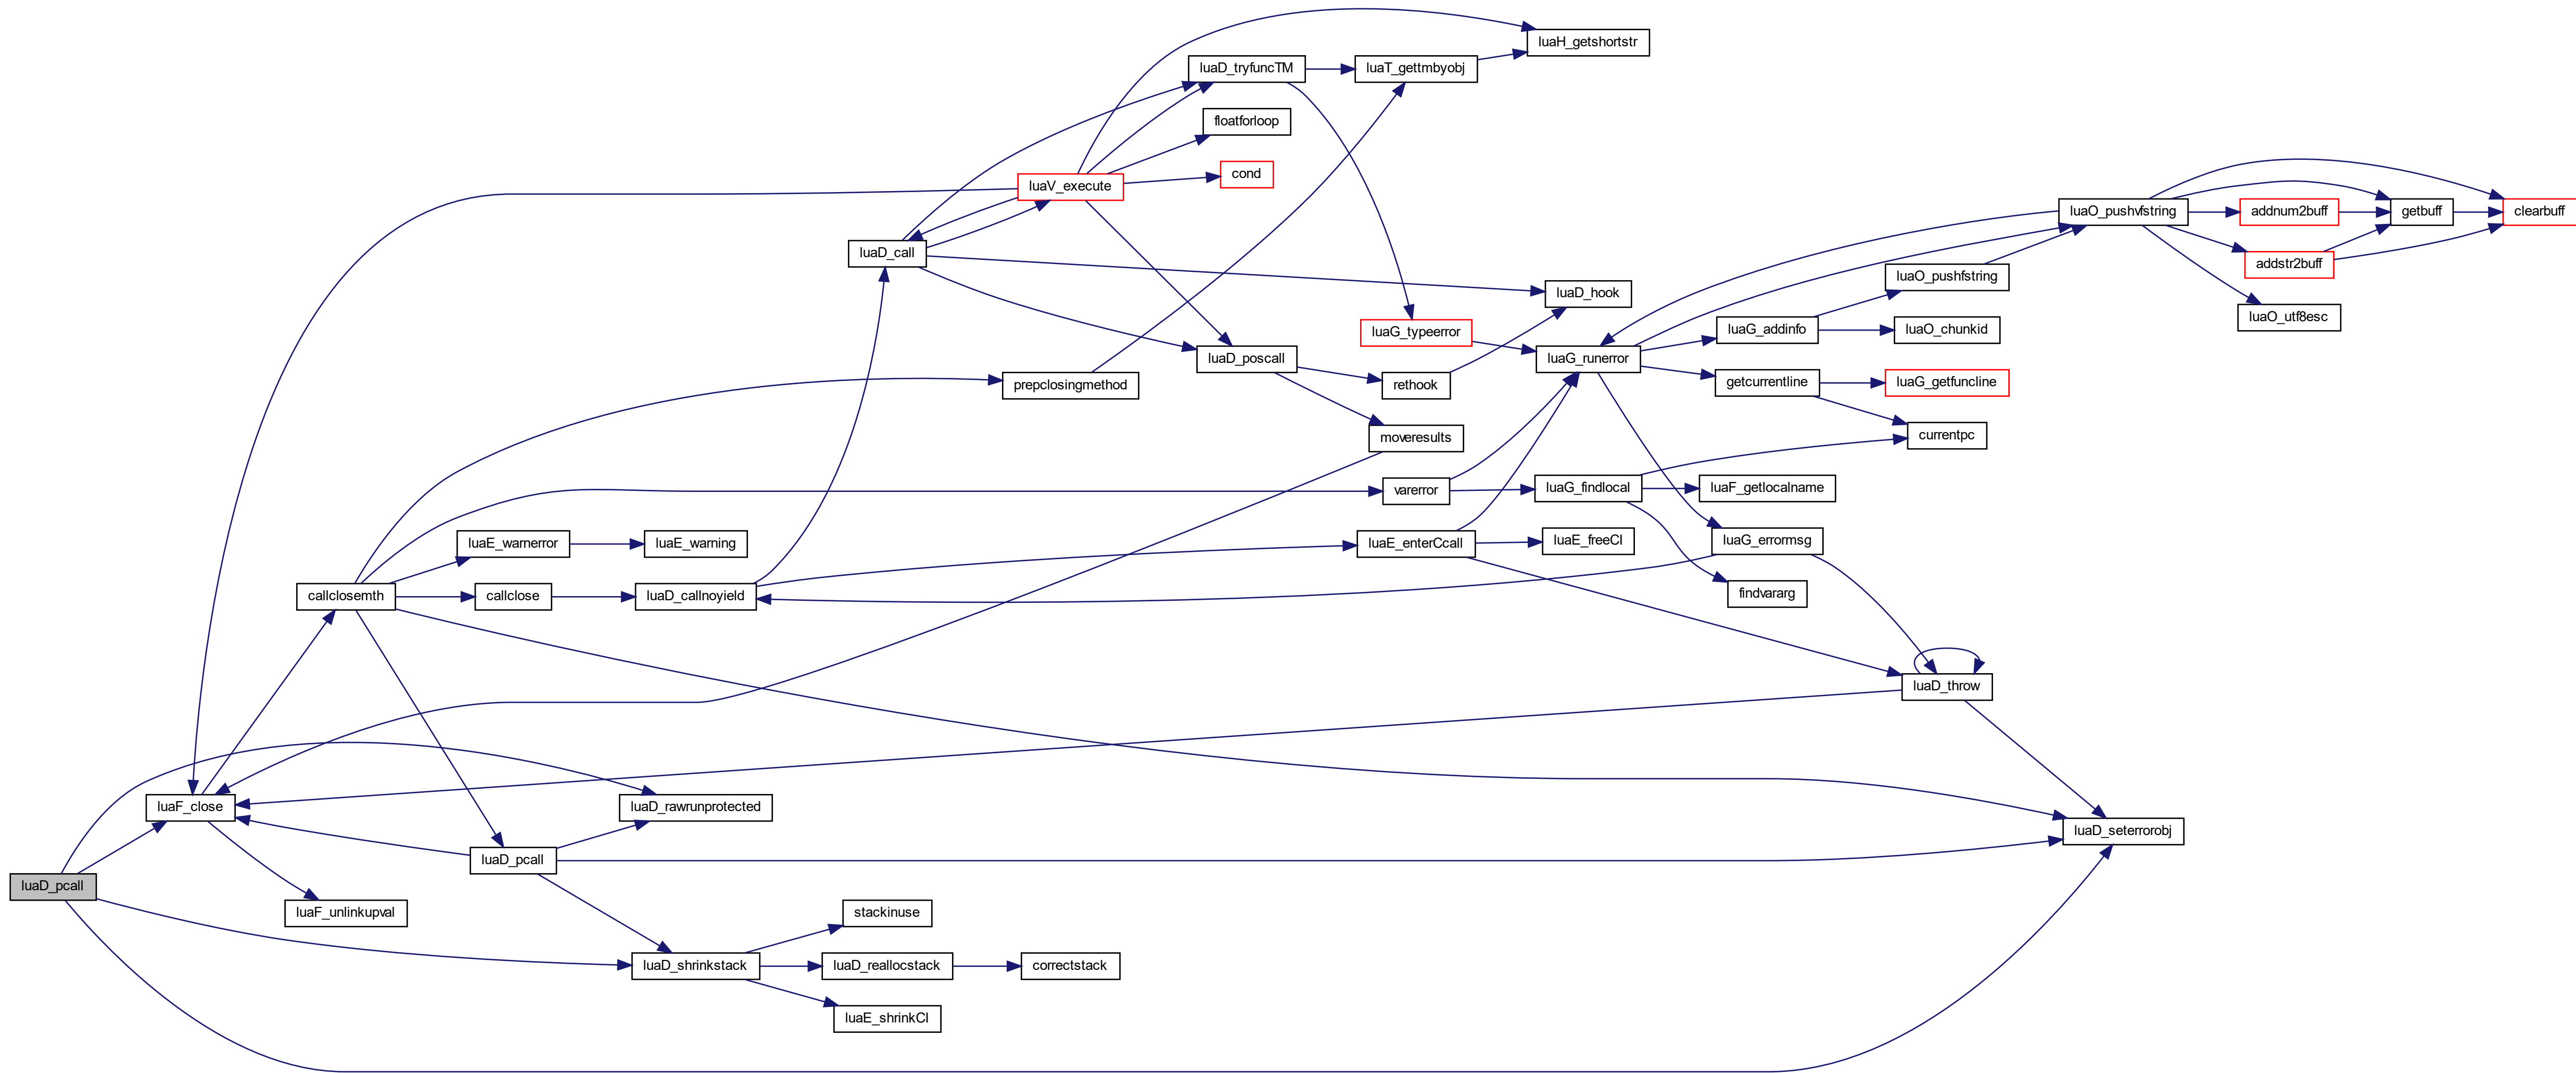 luaH_getshortstr
luaD_tryfuncTM
luaT_gettmbyobj
floatforloop
cond
luaV_execute
luaO_pushvfstring
addnum2buff
getbuff
clearbuff
luaD_call
addstr2buff
luaO_pushfstring
luaD_hook
luaO_utf8esc
luaG_typeerror
luaG_addinfo
luaO_chunkid
luaD_poscall
luaG_runerror
prepclosingmethod
rethook
getcurrentline
luaG_getfuncline
moveresults
currentpc
varerror
luaG_findlocal
luaF_getlocalname
luaE_warnerror
luaE_warning
luaE_enterCcall
luaE_freeCI
luaG_errormsg
callclosemth
callclose
luaD_callnoyield
findvararg
luaD_throw
luaF_close
luaD_rawrunprotected
luaD_seterrorobj
luaD_pcall
luaD_pcall
luaF_unlinkupval
stackinuse
luaD_shrinkstack
luaD_reallocstack
correctstack
luaE_shrinkCI